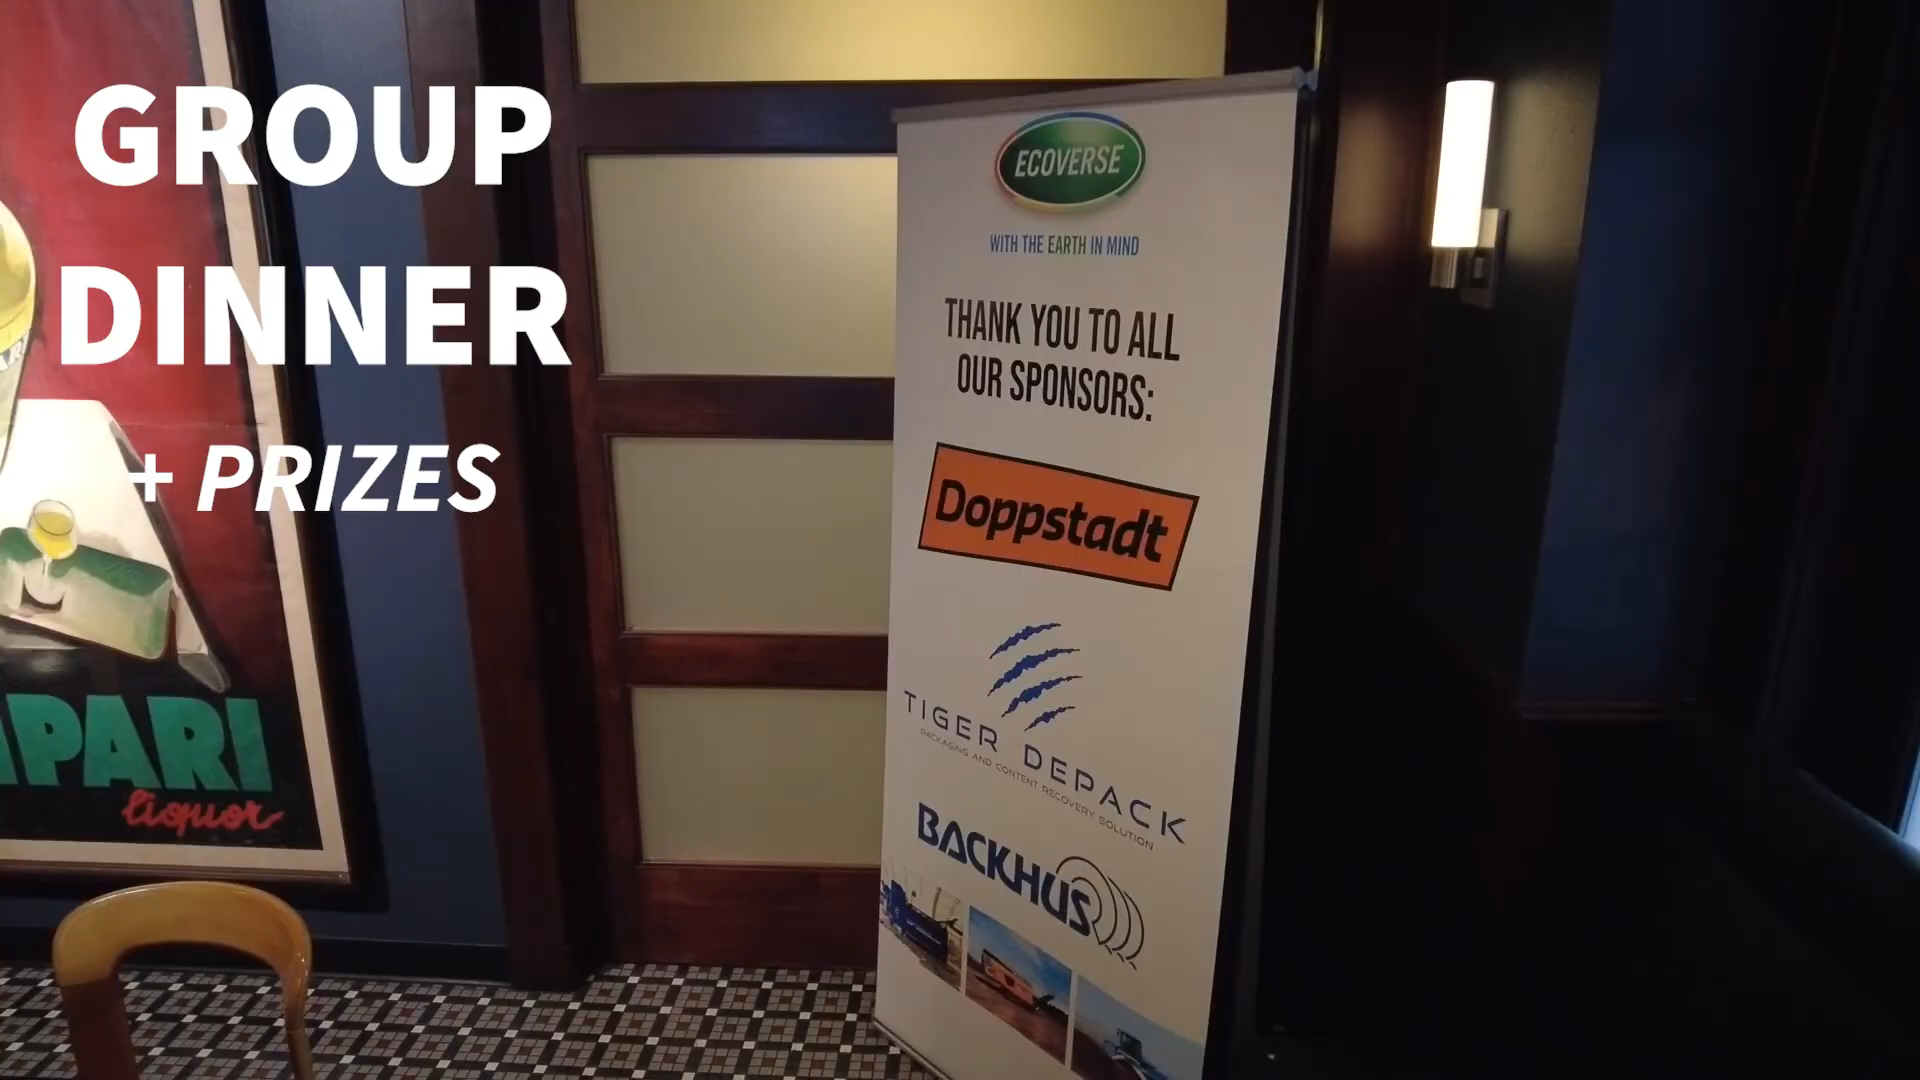 GROUP
DINNER
+ PRIZES
ECOVERSE
WITH THE EARTH IN MIND
THANK YOU TO ALL
OUR SPONSORS:
Doppstadt
TIGER DEPACK
PACKAGING AND CONTENT RECOVERY SOLUTION
BACKHUS
PARI
liquor